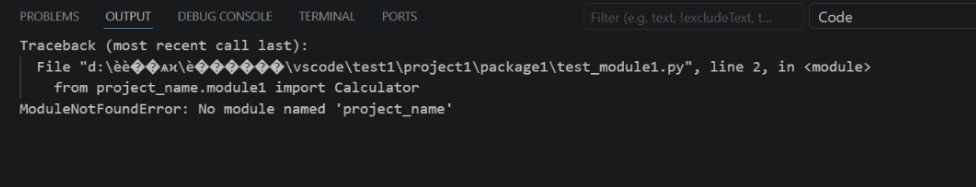 PROBLEMS OUTPUT DEBUG CONSOLE TERMINAL PORTS Filter (e.g. text, !excludeText, t... Code
Traceback (most recent call last):
File "d:\èè��ѧϰ\è������\vscode\test1\project1\package1\test_module1.py", line 2, in <module>
from project_name.module1 import Calculator
ModuleNotFoundError: No module named 'project_name'